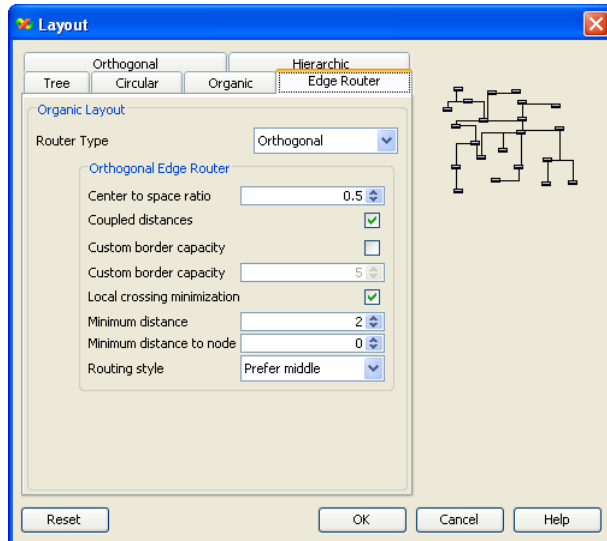 Layout
Orthogonal Hierarchic
Tree Circular Organic Edge Router
Organic Layout
Router Type Orthogonal
Orthogonal Edge Router
Center to space ratio 0.5
Coupled distances
Custom border capacity
Custom border capacity 5
Local crossing minimization
Minimum distance 2
Minimum distance to node 0
Routing style Prefer middle
Reset OK Cancel Help